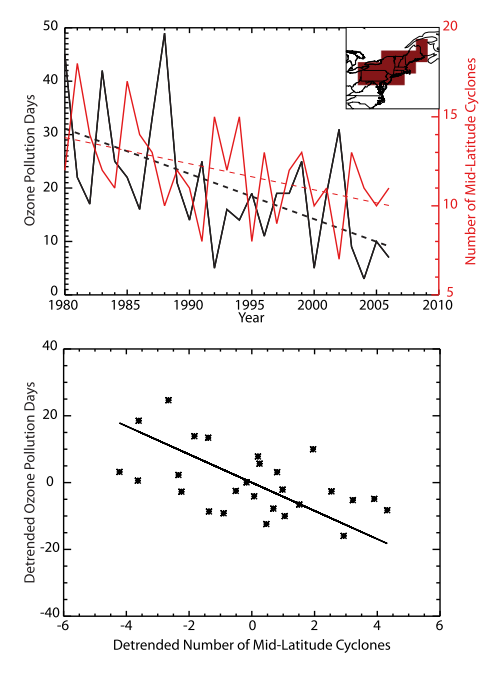 50
20
40
30
20
10
0
15
10
5
Ozone Pollution Days
Number of Mid-Latitude Cyclones
1980 1985 1990 1995 2000 2005 2010
Year
40
20
0
-20
-40
Detrended Ozone Pollution Days
-6 -4 -2 0 2 4 6
Detrended Number of Mid-Latitude Cyclones